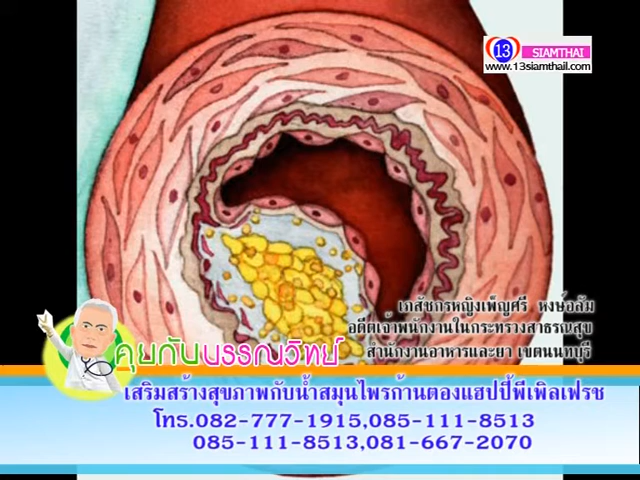 13
SIAMTHAI
www.13siamthail.com
เภสัชกรหญิงเพ็ญศรี หงษ์อลัม
อดีตเจ้าพนักงานในกระทรวงสาธรณสุข
สำนักงานอาหารและยา เขตนนทบุรี
คุยกันบรรณวิทย์
เสริมสร้างสุขภาพกับน้ำสมุนไพรก้านตองแฮปปี้พีเพิลเฟรช
โทร.082-777-1915,085-111-8513
085-111-8513,081-667-2070